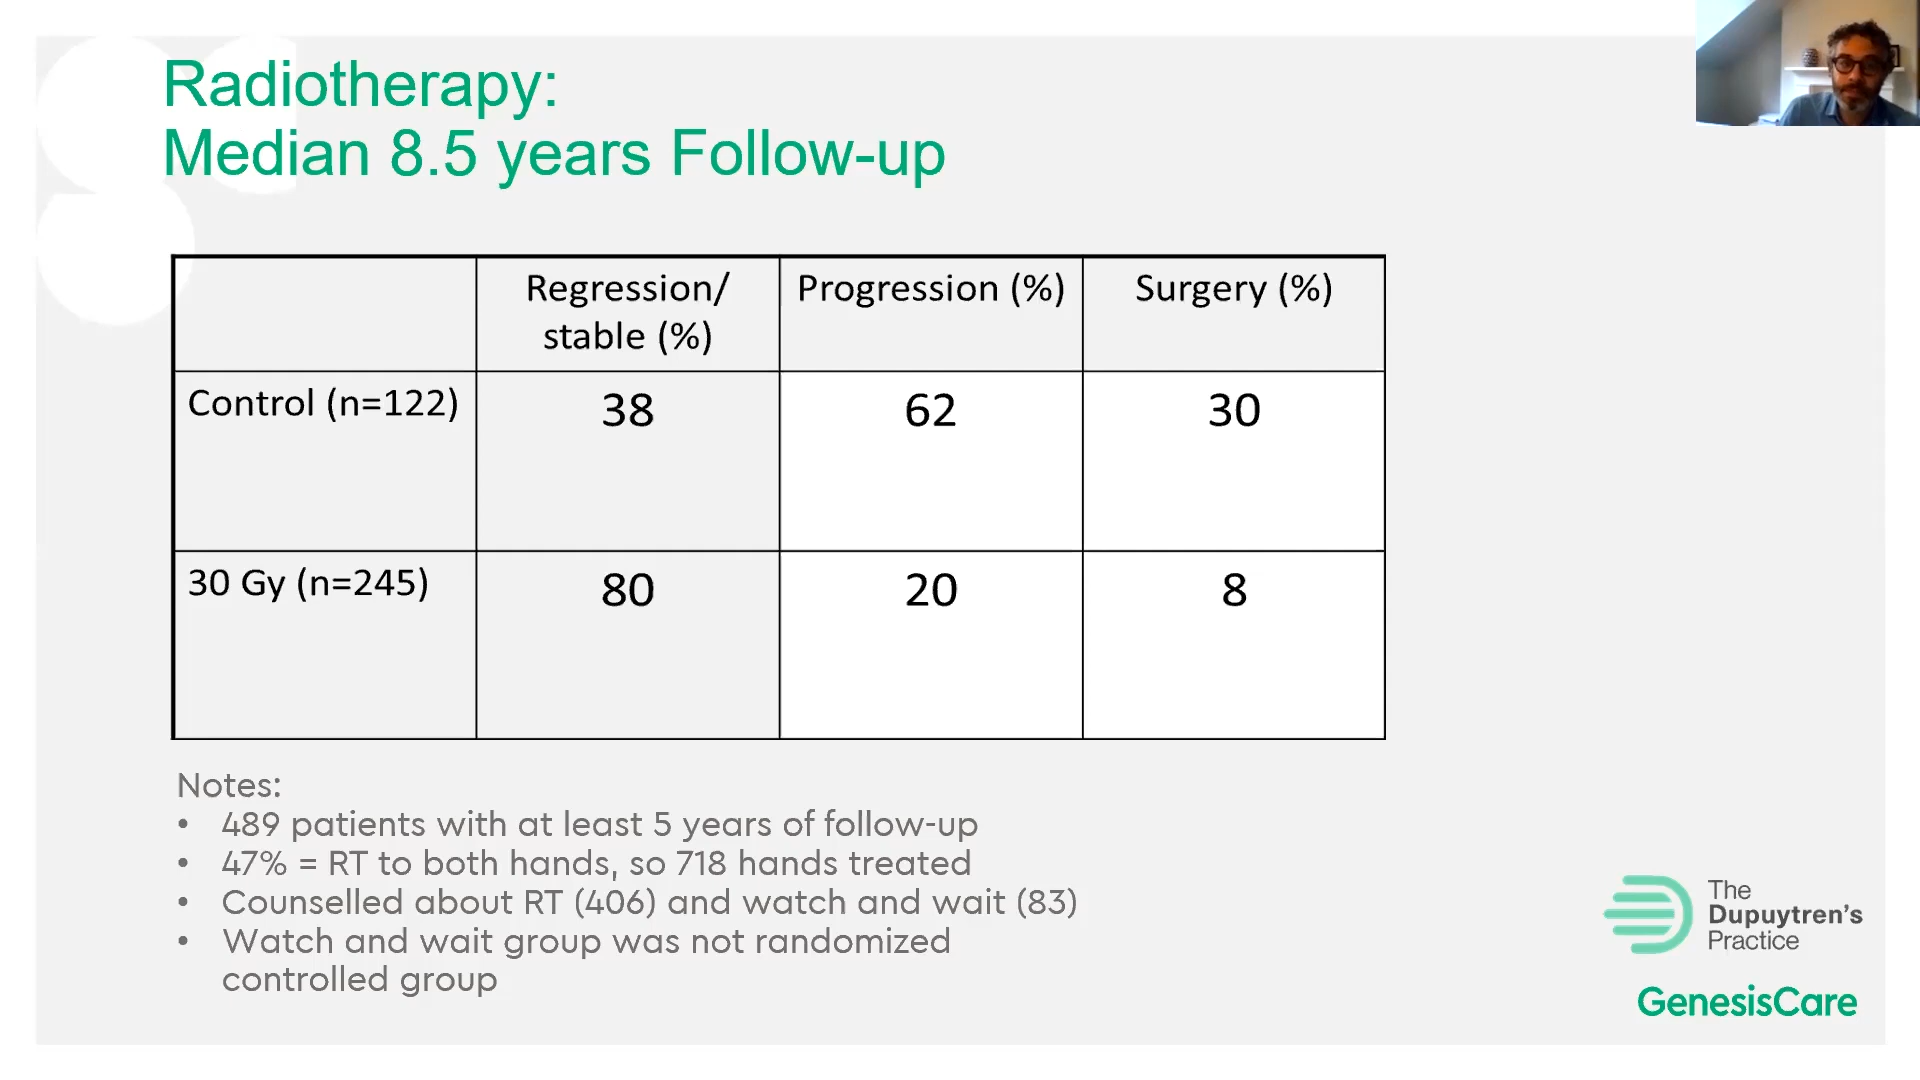 Radiotherapy:
Median 8.5 years Follow-up
Regression/
stable (%)
Progression (%)
Surgery (%)
Control (n=122)
38
62
30
30 Gy (n=245)
80
20
8
Notes:
• 489 patients with at least 5 years of follow-up
• 47% = RT to both hands, so 718 hands treated
• Counselled about RT (406) and watch and wait (83)
• Watch and wait group was not randomized
controlled group
The
Dupuytren's
Practice
GenesisCare